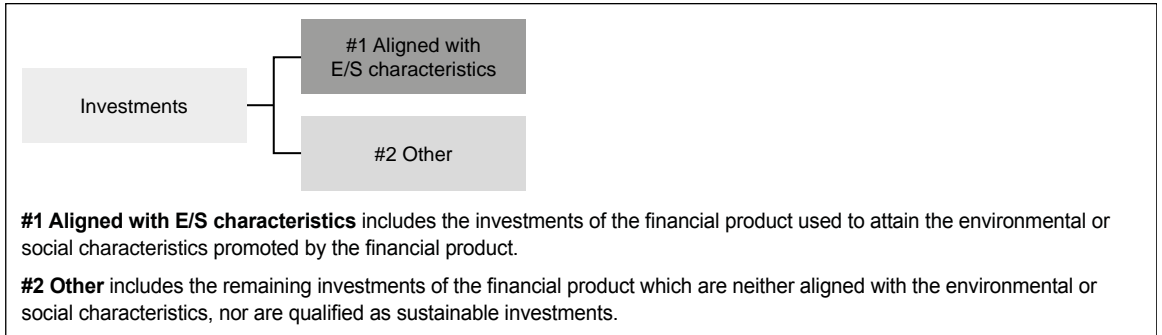 #1 Aligned with
E/S characteristics
Investments
#2 Other
#1 Aligned with E/S characteristics includes the investments of the financial product used to attain the environmental or
social characteristics promoted by the financial product.
#2 Other includes the remaining investments of the financial product which are neither aligned with the environmental or
social characteristics, nor are qualified as sustainable investments.